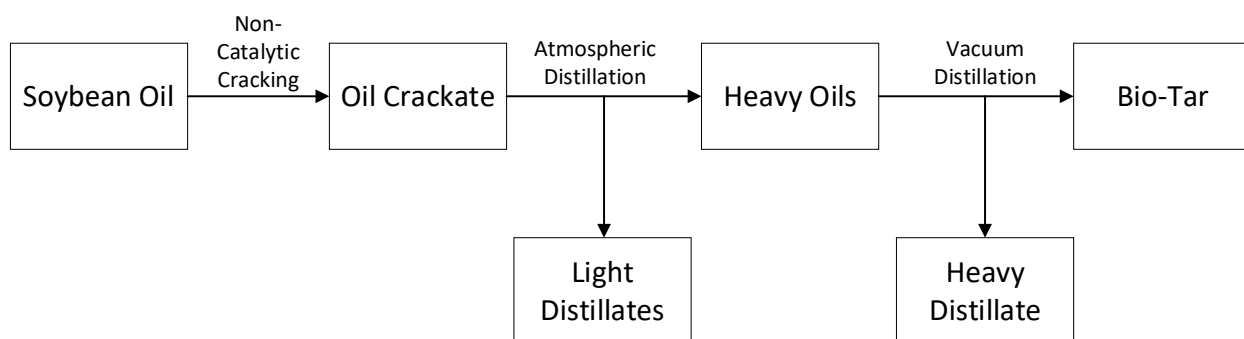 Soybean Oil
Non-
Catalytic
Cracking
Oil Crackate
Atmospheric
Distillation
Heavy Oils
Vacuum
Distillation
Bio-Tar
Light
Distillates
Heavy
Distillate